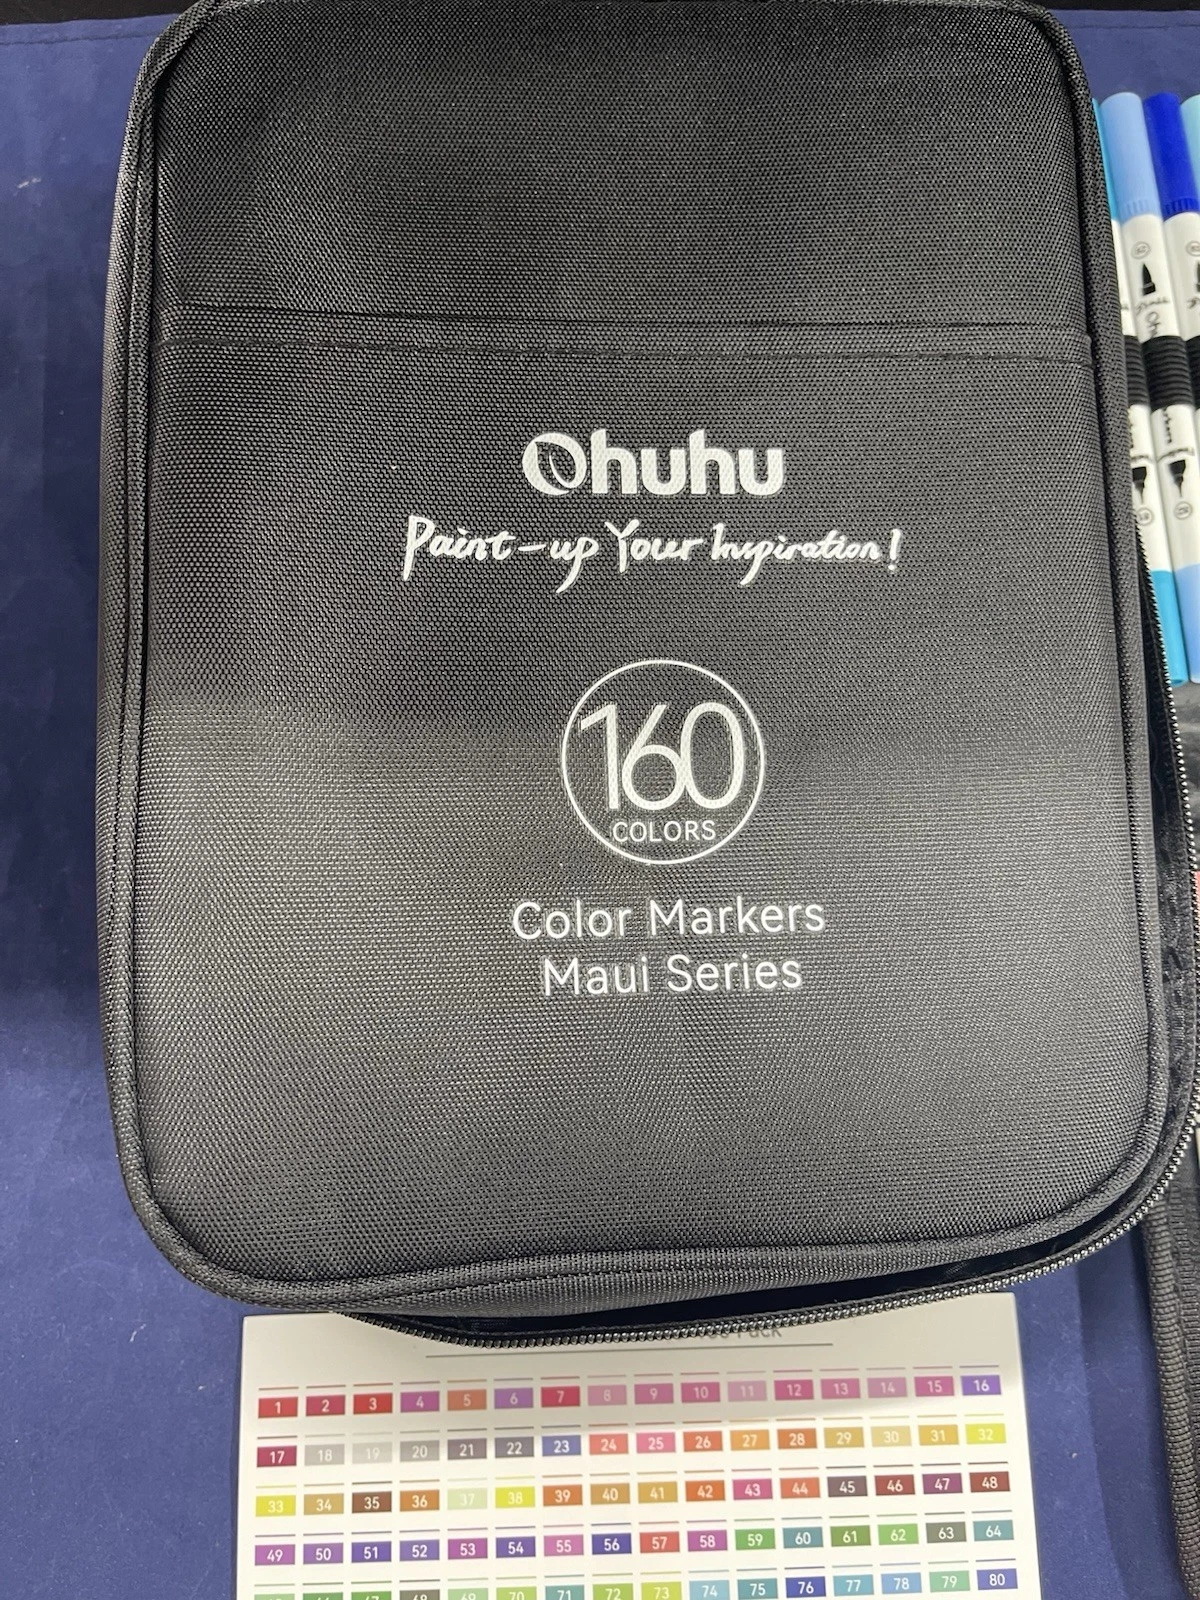 Ohuhu
Paint-up Your Inspiration!
160
COLORS
Color Markers
Maui Series
Pack
1 2 3 4 5 6 7 8 9 10 11 12 13 14 15 16
17 18 19 20 21 22 23 24 25 26 27 28 29 30 31 32
33 34 35 36 37 38 39 40 41 42 43 44 45 46 47 48
49 50 51 52 53 54 55 56 57 58 59 60 61 62 63 64
69 70 71 72 73 74 75 76 77 78 79 80